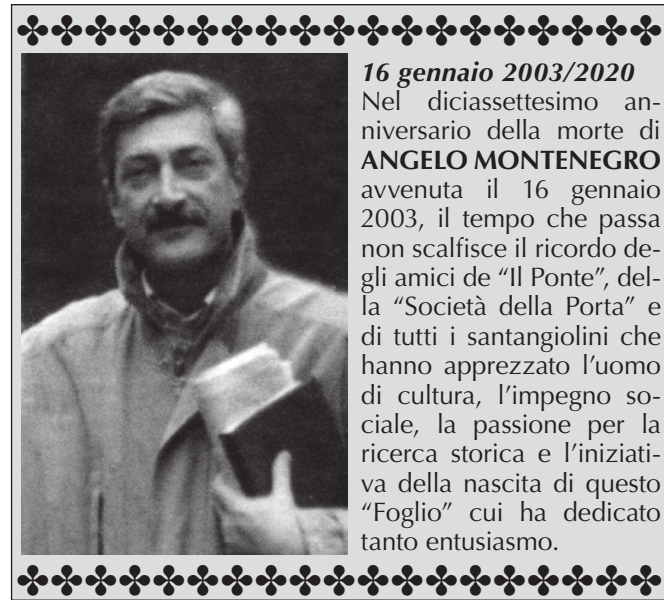 16 gennaio 2003/2020
Nel diciassettesimo an-
niversario della morte di
ANGELO MONTENEGRO
avvenuta il 16 gennaio
2003, il tempo che passa
non scalfisce il ricordo de-
gli amici de “Il Ponte”, del-
la “Società della Porta” e
di tutti i santangiolini che
hanno apprezzato l’uomo
di cultura, l’impegno so-
ciale, la passione per la
ricerca storica e l’iniziati-
va della nascita di questo
“Foglio” cui ha dedicato
tanto entusiasmo.